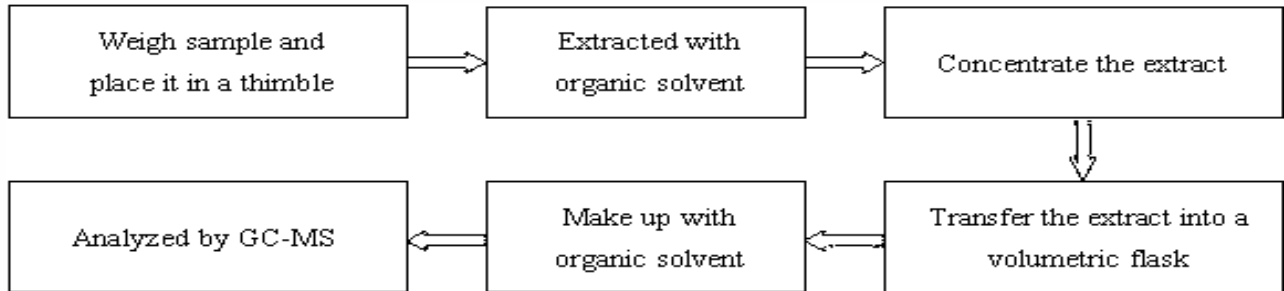 Weigh sample and
place it in a thimble
Extracted with
organic solvent
Concentrate the extract
Transfer the extract into a
volumetric flask
Make up with
organic solvent
Analyzed by GC-MS